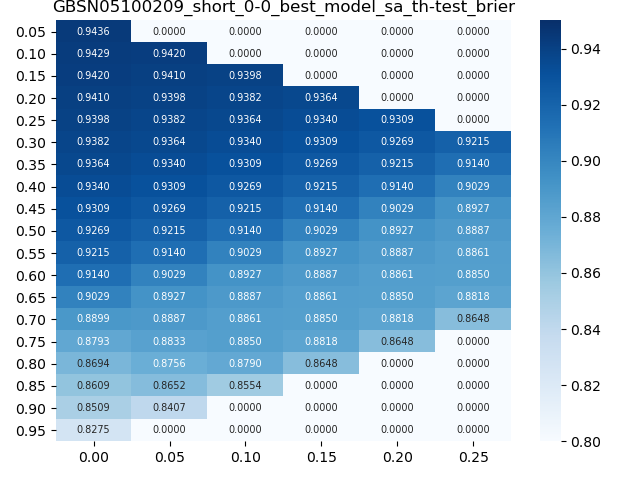 GBSN05100209_short_0-0_best_model_sa_th-test_brier
0.05 0.9436 0.0000 0.0000 0.0000 0.0000 0.0000
0.10 0.9429 0.9420 0.0000 0.0000 0.0000 0.0000
0.15 0.9420 0.9410 0.9398 0.0000 0.0000 0.0000
0.20 0.9410 0.9398 0.9382 0.9364 0.0000 0.0000
0.25 0.9398 0.9382 0.9364 0.9340 0.9309 0.0000
0.30 0.9382 0.9364 0.9340 0.9309 0.9269 0.9215
0.35 0.9364 0.9340 0.9309 0.9269 0.9215 0.9140
0.40 0.9340 0.9309 0.9269 0.9215 0.9140 0.9029
0.45 0.9309 0.9269 0.9215 0.9140 0.9029 0.8927
0.50 0.9269 0.9215 0.9140 0.9029 0.8927 0.8887
0.55 0.9215 0.9140 0.9029 0.8927 0.8887 0.8861
0.60 0.9140 0.9029 0.8927 0.8887 0.8861 0.8850
0.65 0.9029 0.8927 0.8887 0.8861 0.8850 0.8818
0.70 0.8899 0.8887 0.8861 0.8850 0.8818 0.8648
0.75 0.8793 0.8833 0.8850 0.8818 0.8648 0.0000
0.80 0.8694 0.8756 0.8790 0.8648 0.0000 0.0000
0.85 0.8609 0.8652 0.8554 0.0000 0.0000 0.0000
0.90 0.8509 0.8407 0.0000 0.0000 0.0000 0.0000
0.95 0.8275 0.0000 0.0000 0.0000 0.0000 0.0000
0.00 0.05 0.10 0.15 0.20 0.25
0.94
0.92
0.90
0.88
0.86
0.84
0.82
0.80